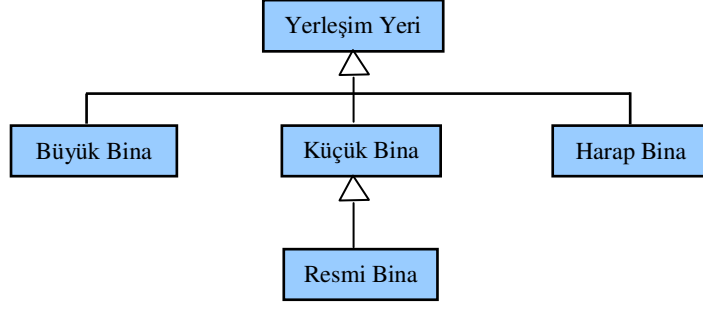 Yerleşim Yeri
Büyük Bina
Küçük Bina
Harap Bina
Resmi Bina